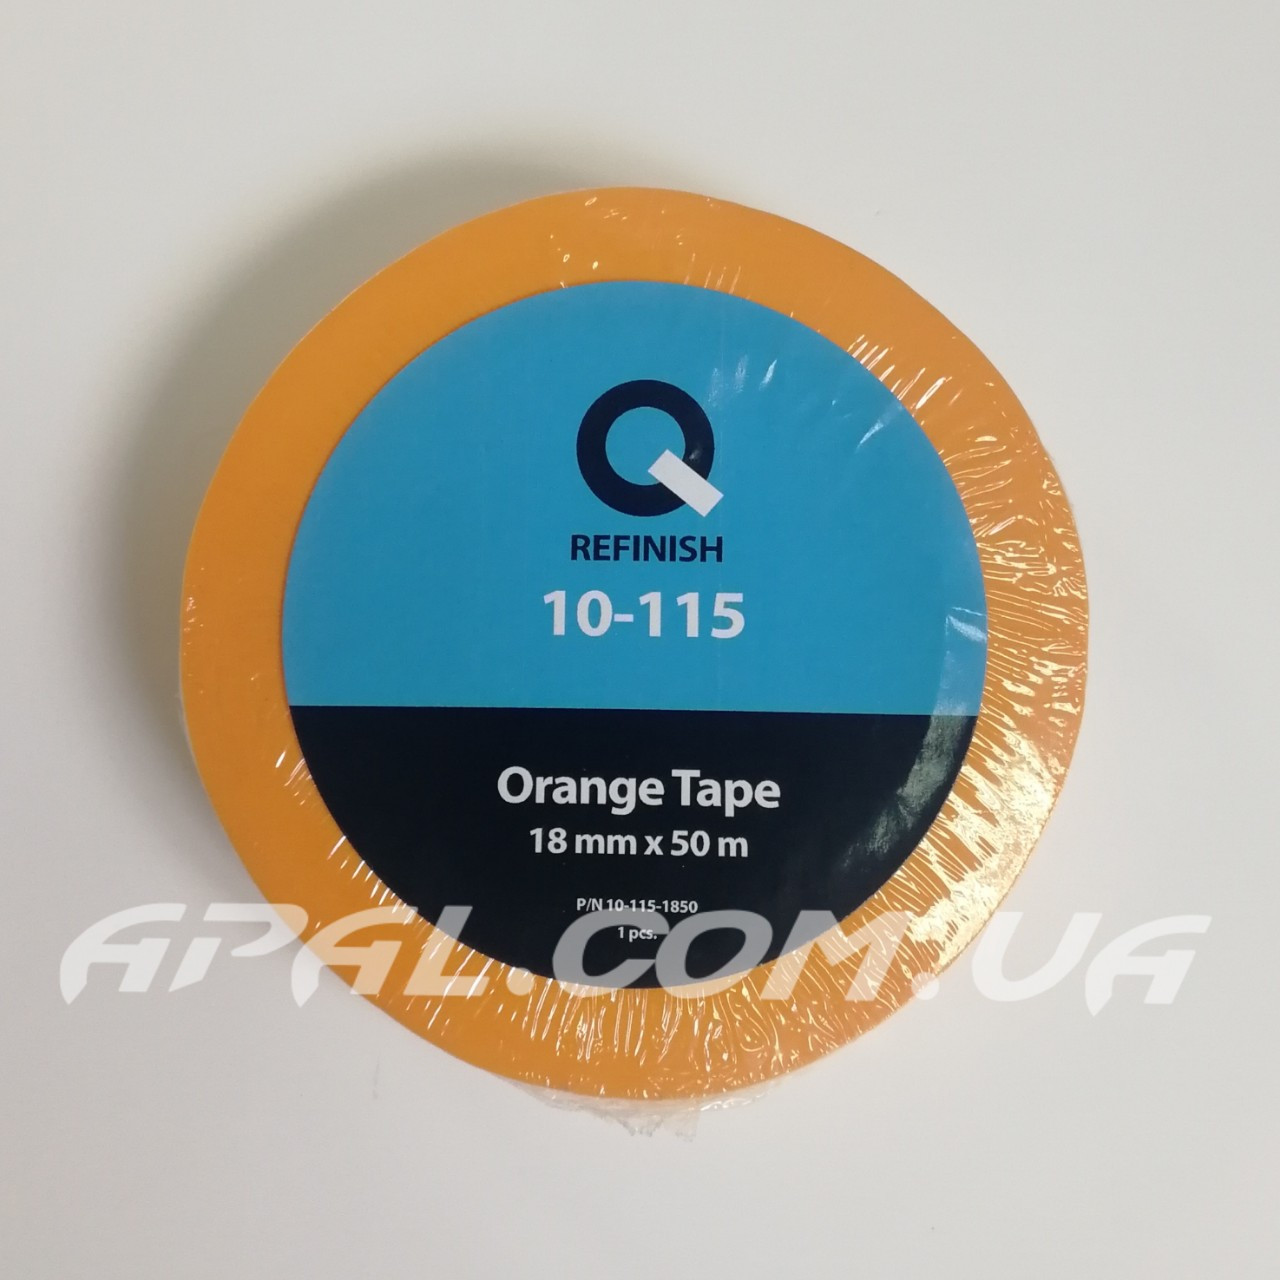 Q
REFINISH
10-115
Orange Tape
18 mm x 50 m
P/N 10-115-1850
1 pcs.
APAL.COM.UA